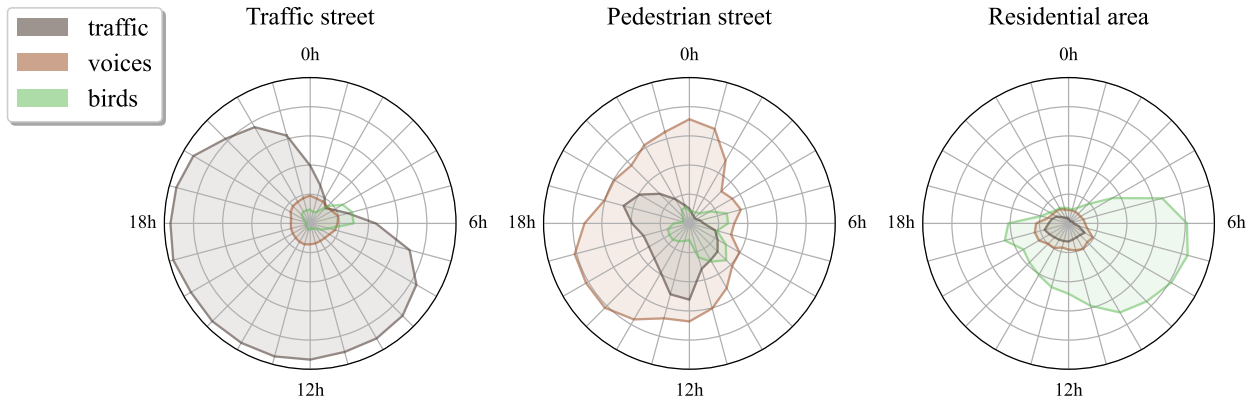 traffic
voices
birds
Traffic street
0h
18h
6h
12h
Pedestrian street
0h
18h
6h
12h
Residential area
0h
18h
6h
12h